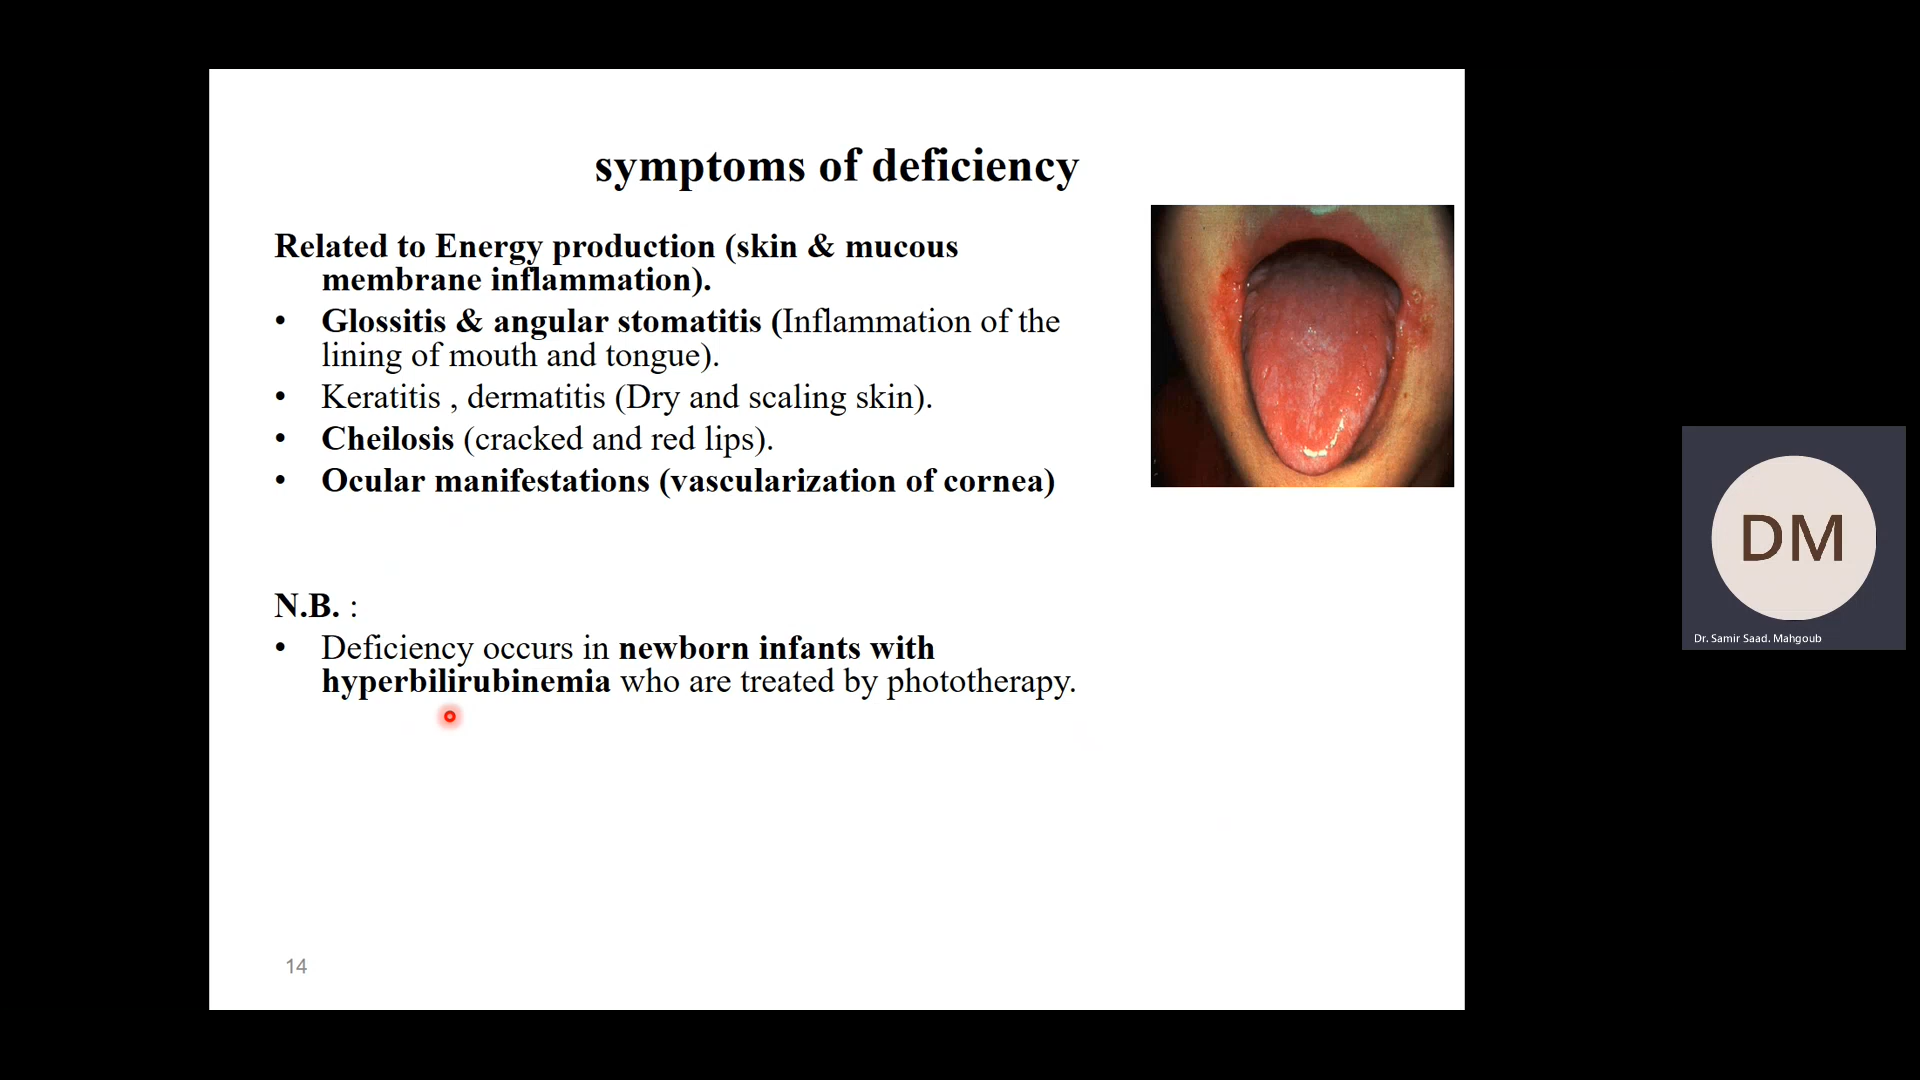 symptoms of deficiency
Related to Energy production (skin & mucous
membrane inflammation).
• Glossitis & angular stomatitis (Inflammation of the
lining of mouth and tongue).
• Keratitis , dermatitis (Dry and scaling skin).
• Cheilosis (cracked and red lips).
• Ocular manifestations (vascularization of cornea)
N.B. :
• Deficiency occurs in newborn infants with
hyperbilirubinemia who are treated by phototherapy.
14
DM
Dr. Samir Saad. Mahgoub